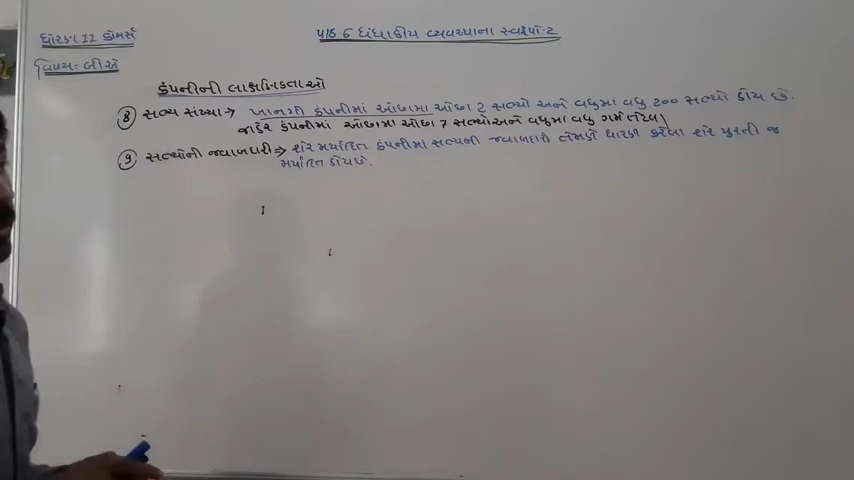 ધોરણ 11 કોમર્સ
પાઠ 6 ધંધાકીય વ્યવસ્થાના સ્વરૂપો-2
વિષય:- બીએ
કંપનીની લાક્ષણિકતાઓ
(8) સભ્ય સંખ્યા → ખાનગી કંપનીમાં ઓછામા ઓછા 2 સભ્યો અને વધુમાં વધુ 200 સભ્યો હોય છે.
જાહેર કંપનીમાં ઓછામા ઓછા 7 સભ્યો અને વધુમા વધુ ગમે તેટલા
(9) સભ્યોની જવાબદારી ⇒ શેર મર્યાદિત કંપનીમાં સભ્યની જવાબદારી તેમણે ધારણ કરેલા શેર પુરતી જ
મર્યાદિત હોય છે.